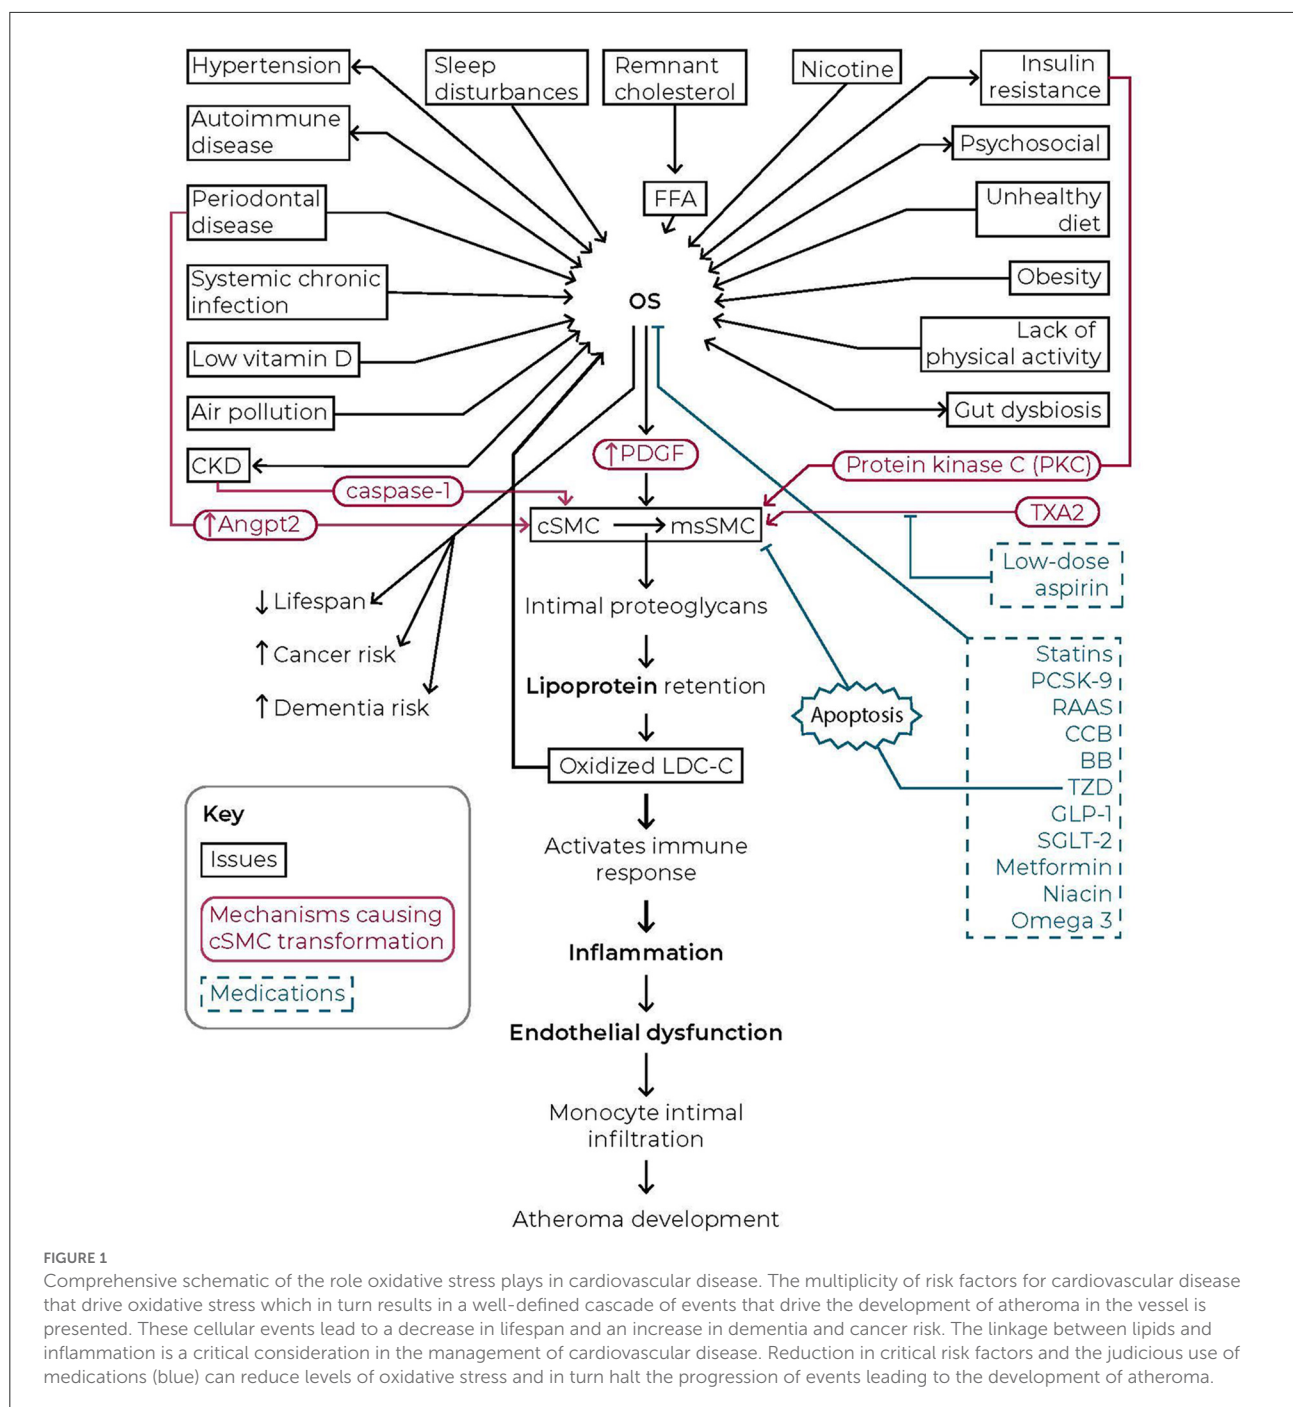 Hypertension
Sleep
disturbances
Remnant
cholesterol
Nicotine
Insulin
resistance
Autoimmune
disease
Psychosocial
Periodontal
disease
FFA
Unhealthy
diet
Systemic chronic
infection
OS
Obesity
Low vitamin D
Lack of
physical activity
Air pollution
Gut dysbiosis
CKD
↑PDGF
Protein kinase C (PKC)
caspase-1
↑Angpt2
cSMC → msSMC
TXA2
Low-dose
aspirin
↓ Lifespan
↑ Cancer risk
↑ Dementia risk
Intimal proteoglycans
Lipoprotein retention
Apoptosis
Statins
PCSK-9
RAAS
CCB
BB
TZD
GLP-1
SGLT-2
Metformin
Niacin
Omega 3
Oxidized LDC-C
Activates immune
response
Inflammation
Endothelial dysfunction
Monocyte intimal
infiltration
Atheroma development
Key
Issues
Mechanisms causing
cSMC transformation
Medications
FIGURE 1
Comprehensive schematic of the role oxidative stress plays in cardiovascular disease. The multiplicity of risk factors for cardiovascular disease
that drive oxidative stress which in turn results in a well-defined cascade of events that drive the development of atheroma in the vessel is
presented. These cellular events lead to a decrease in lifespan and an increase in dementia and cancer risk. The linkage between lipids and
inflammation is a critical consideration in the management of cardiovascular disease. Reduction in critical risk factors and the judicious use of
medications (blue) can reduce levels of oxidative stress and in turn halt the progression of events leading to the development of atheroma.